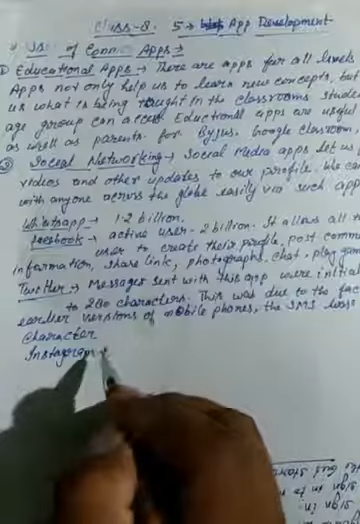 Class-8. 5→ App Development
of Common Apps→
① Educational Apps → There are apps for all levels
Apps not only help us to learn new concepts, but
us what is being taught in the classrooms. Stude
age group can access Eductional apps are useful
as well as parents. for Byjus. Google classroom
② Soceal Networking → Social Media apps let us
videos and other updates to our profile. We can
with anyone across the globe easily via such app
Whatsapp → 1.2 billion.
facebook → active user- 2 billion. It allows all
user to create their profile, post comm
information, share link, photographs, chat, play gam
Twitter → Messages sent with this app were initial
to 280 characters. This was due to the fac
earlier versions of mobile phones, the SMS was
Character
Instagram